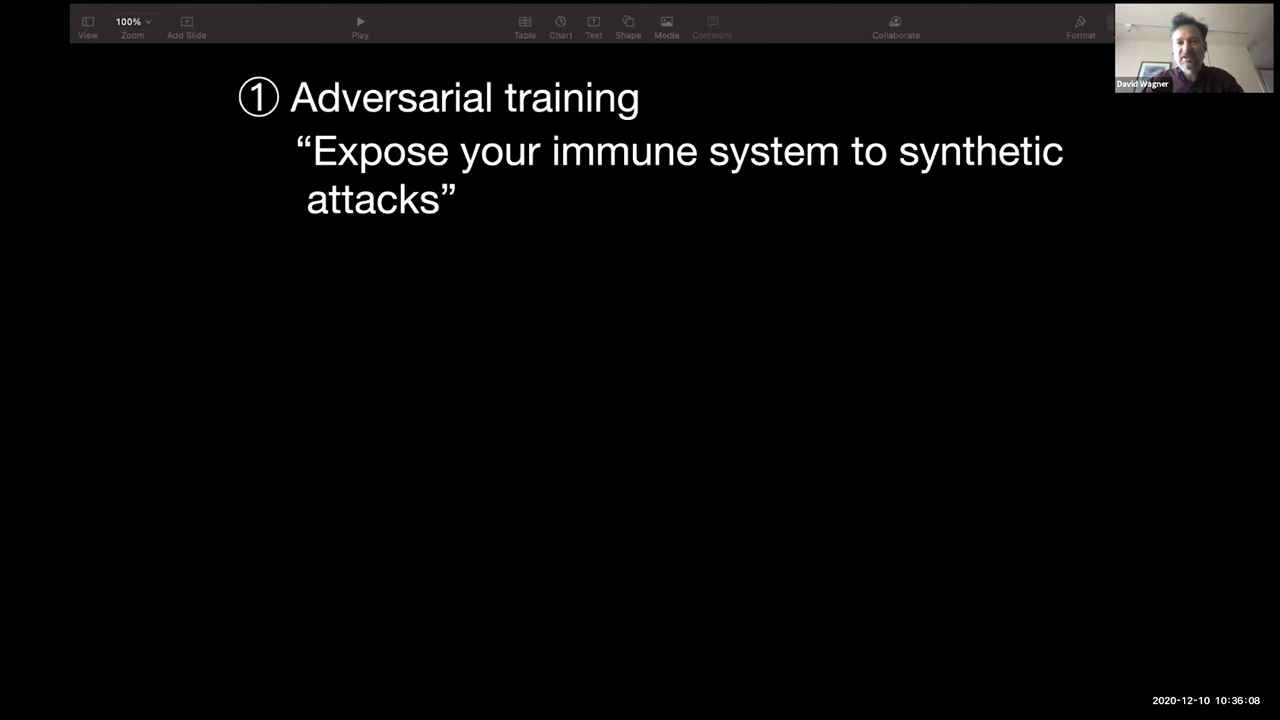 100%
View
Zoom
Add Slide
Play
Table
Chart
Text
Shape
Media
Comment
Collaborate
Format
David Wagner
① Adversarial training
“Expose your immune system to synthetic
attacks”
2020-12-10 10:36:08